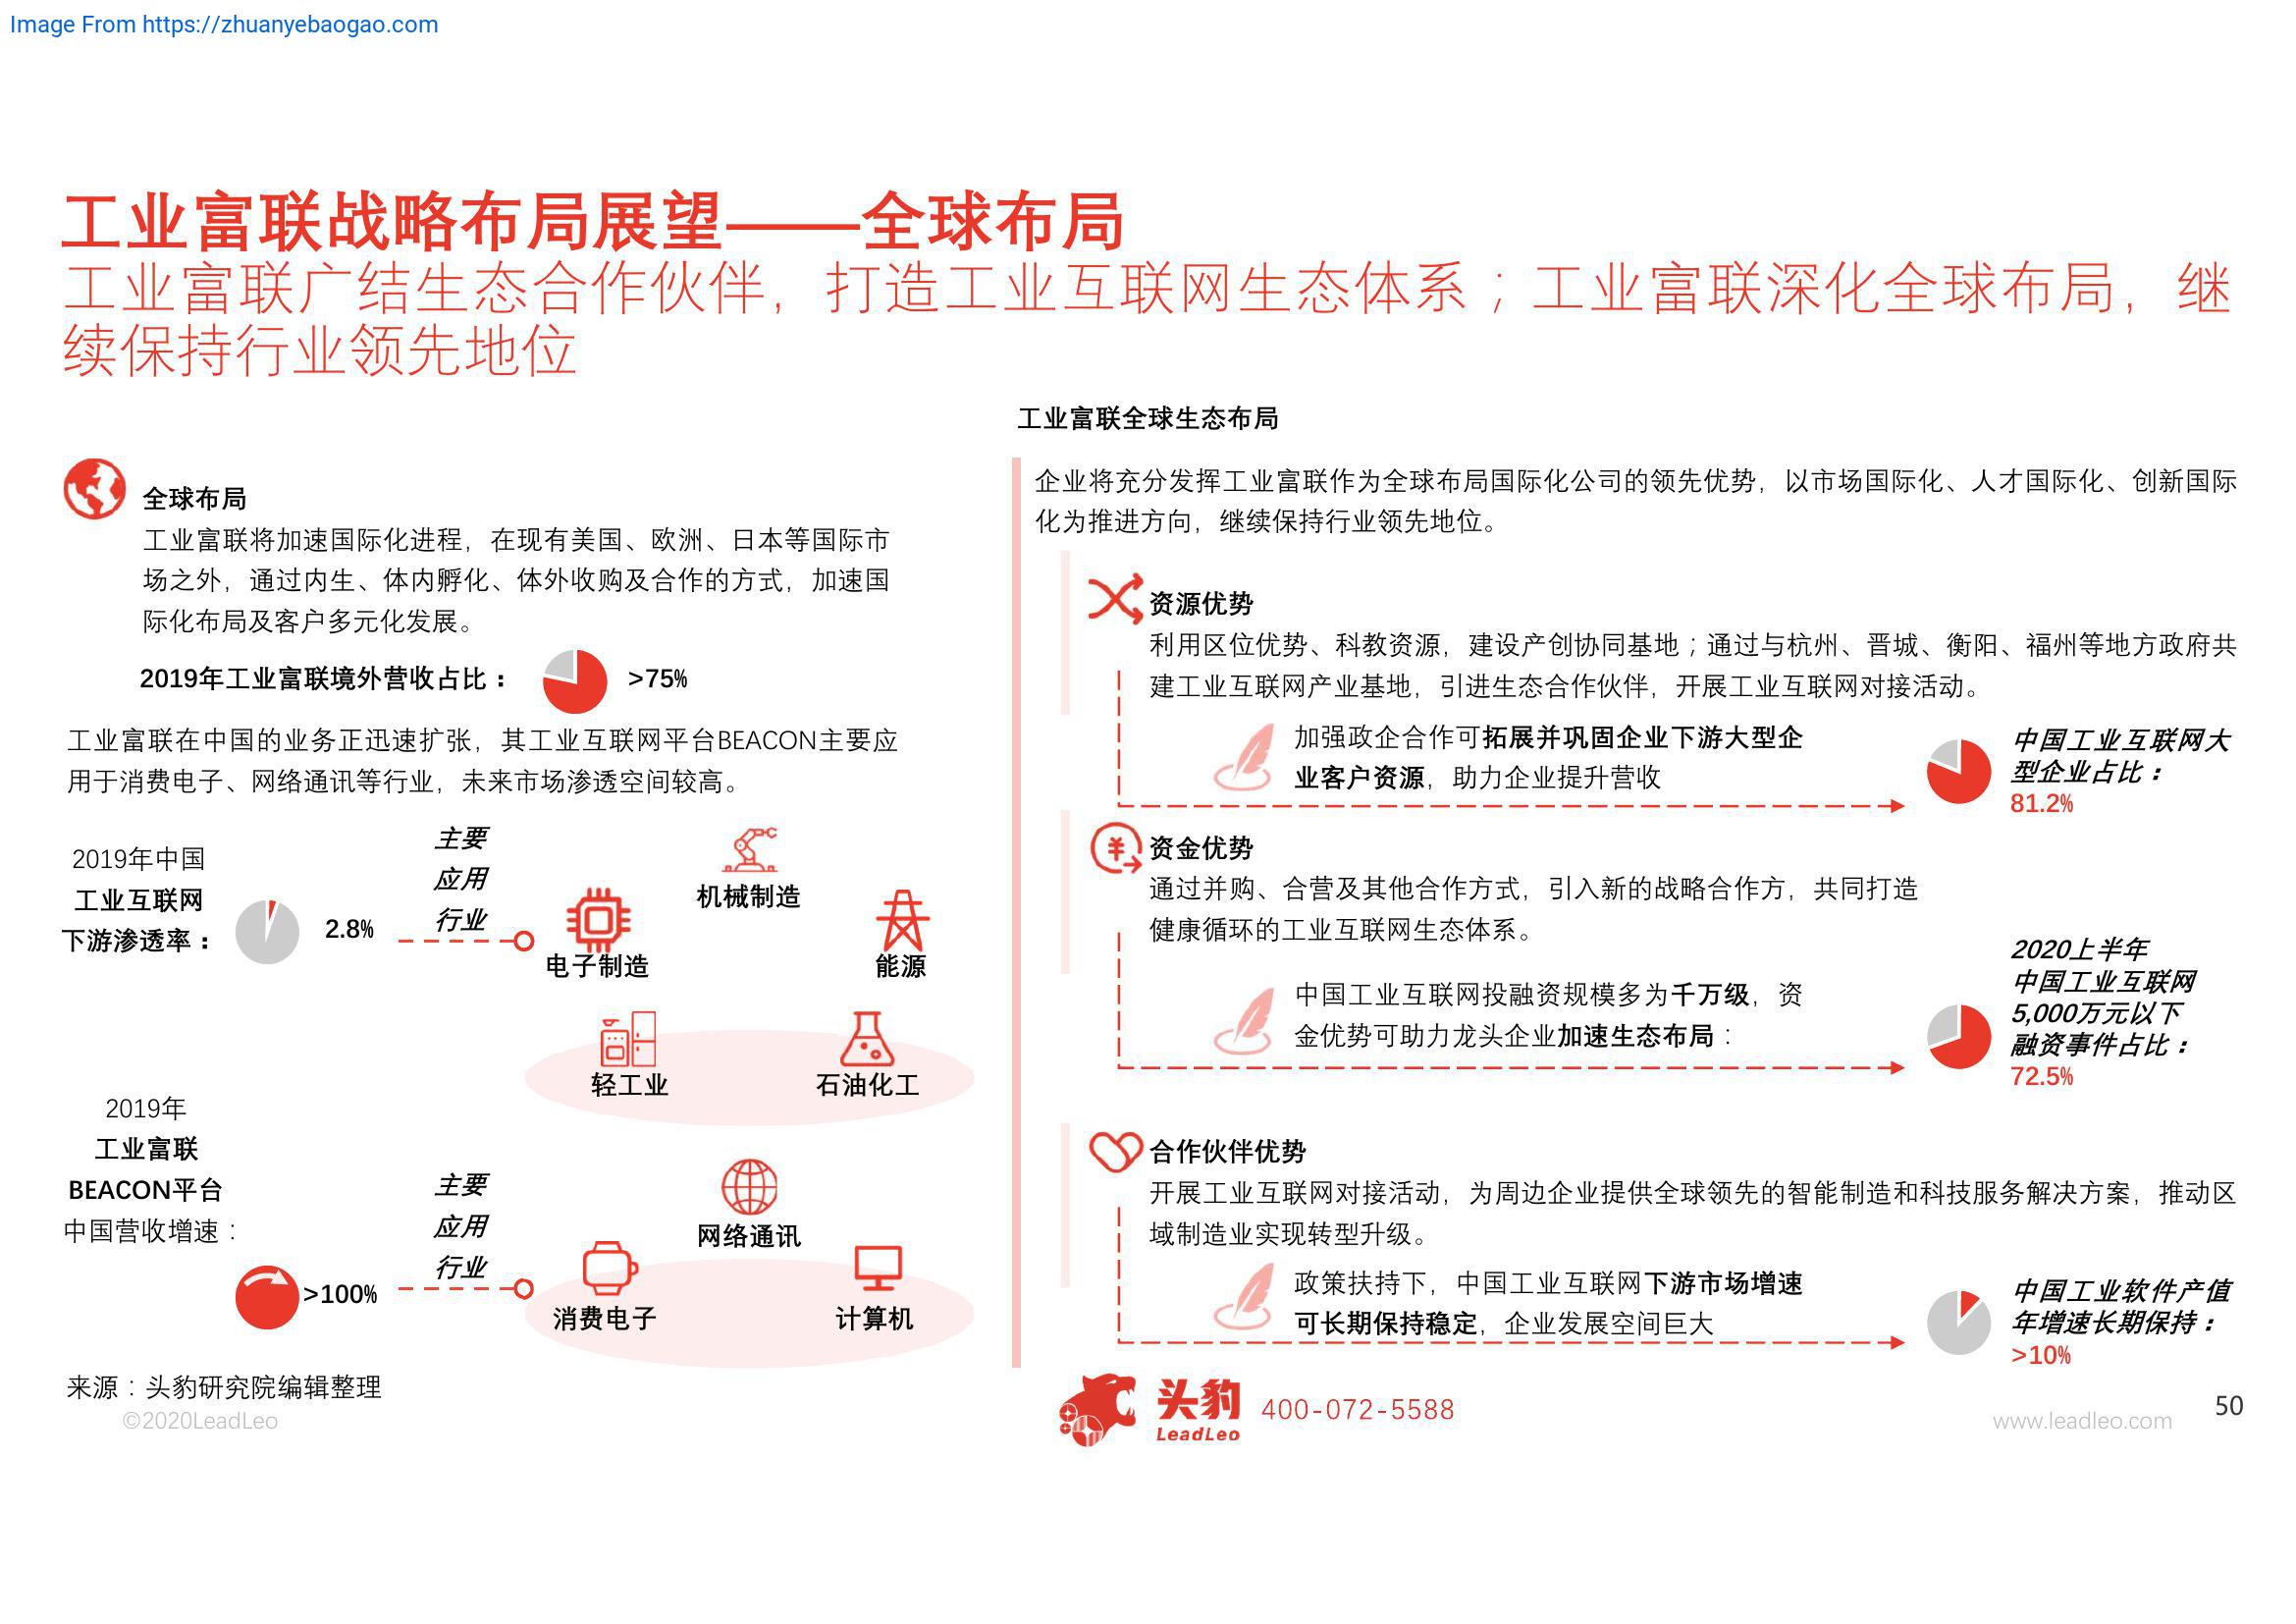 Image From https://zhuanyebaogao.com
工业富联战略布局展望——全球布局
工业富联广结生态合作伙伴，打造工业互联网生态体系；工业富联深化全球布局，继
续保持行业领先地位
全球布局
工业富联将加速国际化进程，在现有美国、欧洲、日本等国际市
场之外，通过内生、体内孵化、体外收购及合作的方式，加速国
际化布局及客户多元化发展。
2019年工业富联境外营收占比：
>75%
工业富联在中国的业务正迅速扩张，其工业互联网平台BEACON主要应
用于消费电子、网络通讯等行业，未来市场渗透空间较高。
2019年中国
工业互联网
下游渗透率：
2.8%
主要
应用
行业
机械制造
电子制造
能源
轻工业
石油化工
2019年
工业富联
BEACON平台
中国营收增速：
>100%
主要
应用
行业
网络通讯
消费电子
计算机
工业富联全球生态布局
企业将充分发挥工业富联作为全球布局国际化公司的领先优势，以市场国际化、人才国际化、创新国际
化为推进方向，继续保持行业领先地位。
资源优势
利用区位优势、科教资源，建设产创协同基地；通过与杭州、晋城、衡阳、福州等地方政府共
建工业互联网产业基地，引进生态合作伙伴，开展工业互联网对接活动。
加强政企合作可拓展并巩固企业下游大型企
业客户资源，助力企业提升营收
中国工业互联网大
型企业占比：
81.2%
资金优势
通过并购、合营及其他合作方式，引入新的战略合作方，共同打造
健康循环的工业互联网生态体系。
中国工业互联网投融资规模多为千万级，资
金优势可助力龙头企业加速生态布局：
2020上半年
中国工业互联网
5,000万元以下
融资事件占比：
72.5%
合作伙伴优势
开展工业互联网对接活动，为周边企业提供全球领先的智能制造和科技服务解决方案，推动区
域制造业实现转型升级。
政策扶持下，中国工业互联网下游市场增速
可长期保持稳定，企业发展空间巨大
中国工业软件产值
年增速长期保持：
>10%
来源：头豹研究院编辑整理
©2020LeadLeo
头豹
LeadLeo
400-072-5588
www.leadleo.com
50